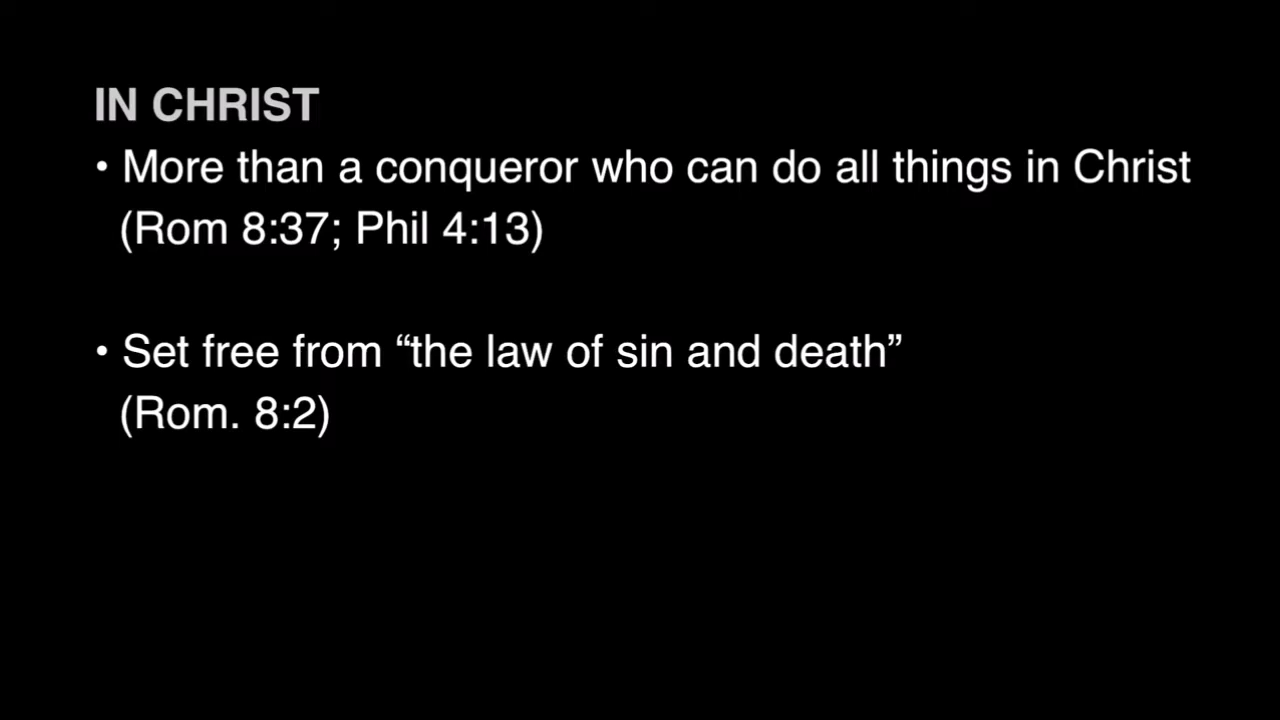 IN CHRIST
• More than a conqueror who can do all things in Christ
(Rom 8:37; Phil 4:13)
• Set free from “the law of sin and death”
(Rom. 8:2)